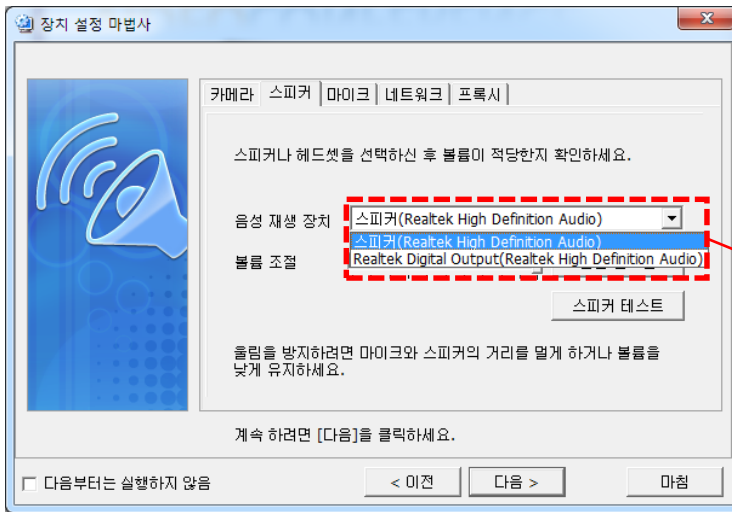 장치 설정 마법사
카메라 스피커 마이크 네트워크 프록시
스피커나 헤드셋을 선택하신 후 볼륨이 적당한지 확인하세요.
음성 재생 장치 스피커(Realtek High Definition Audio)
스피커(Realtek High Definition Audio)
볼륨 조절 Realtek Digital Output(Realtek High Definition Audio)
스피커 테스트
울림을 방지하려면 마이크와 스피커의 거리를 멀게 하거나 볼륨을
낮게 유지하세요.
계속 하려면 [다음]을 클릭하세요.
다음부터는 실행하지 않음 < 이전 다음 > 마침